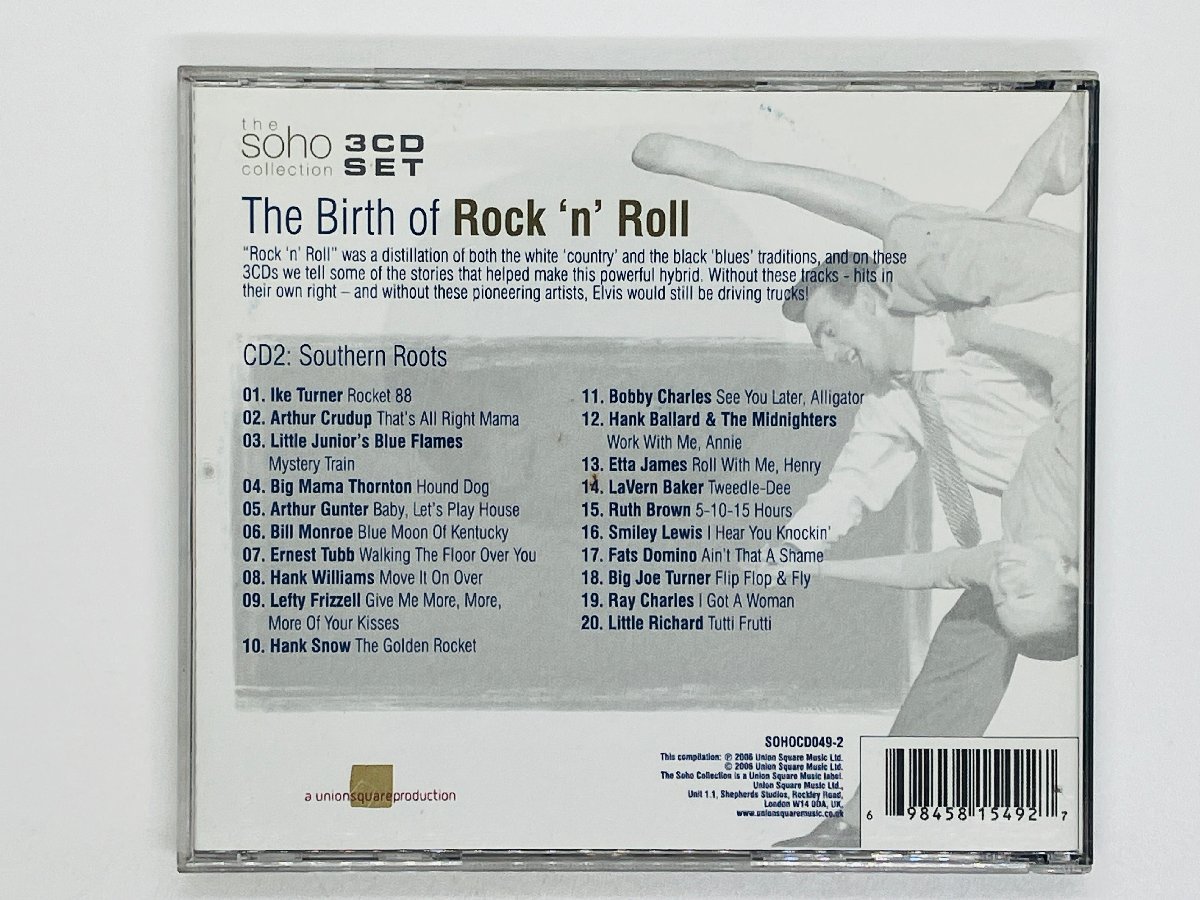 the
soho
collection
3CD
SET
The Birth of Rock 'n' Roll
"Rock 'n' Roll" was a distillation of both the white 'country' and the black 'blues' traditions, and on these
3CDs we tell some of the stories that helped make this powerful hybrid. Without these tracks - hits in
their own right – and without these pioneering artists, Elvis would still be driving trucks!
CD2: Southern Roots
01. Ike Turner Rocket 88
02. Arthur Crudup That's All Right Mama
03. Little Junior's Blue Flames
Mystery Train
04. Big Mama Thornton Hound Dog
05. Arthur Gunter Baby, Let's Play House
06. Bill Monroe Blue Moon Of Kentucky
07. Ernest Tubb Walking The Floor Over You
08. Hank Williams Move It On Over
09. Lefty Frizzell Give Me More, More,
More Of Your Kisses
10. Hank Snow The Golden Rocket
11. Bobby Charles See You Later, Alligator
12. Hank Ballard & The Midnighters
Work With Me, Annie
13. Etta James Roll With Me, Henry
14. LaVern Baker Tweedle-Dee
15. Ruth Brown 5-10-15 Hours
16. Smiley Lewis I Hear You Knockin'
17. Fats Domino Ain't That A Shame
18. Big Joe Turner Flip Flop & Fly
19. Ray Charles I Got A Woman
20. Little Richard Tutti Frutti
a unionsquareproduction
SOHOCD049-2
This compilation: ℗ 2006 Union Square Music Ltd.
© 2006 Union Square Music Ltd.
The Soho Collection is a Union Square Music label.
Union Square Music Ltd.,
Unit 1.1, Shepherds Studios, Rockley Road,
London W14 0DA, UK.
www.unionsquaremusic.co.uk
6 98458 15492 7